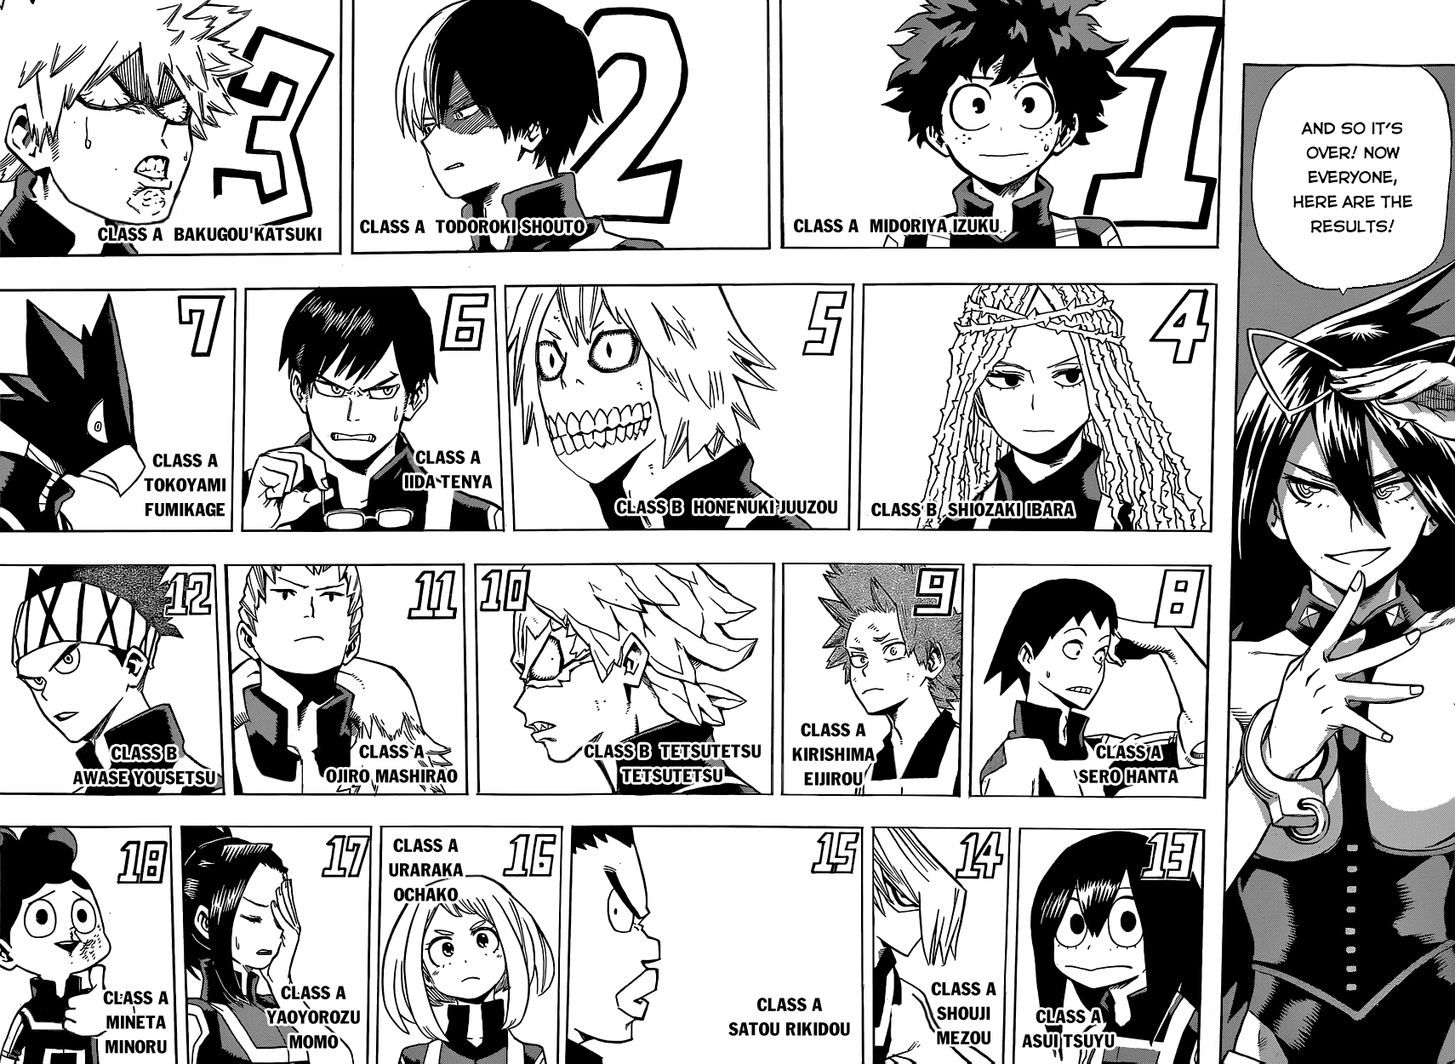 AND SO IT'S
OVER! NOW
EVERYONE,
HERE ARE THE
RESULTS!
1
CLASS A MIDORIYA IZUKU
2
CLASS A TODOROKI SHOUTO
3
CLASS A BAKUGOU KATSUKI
4
CLASS B SHIOZAKI IBARA
5
CLASS B HONENUKI JUUZOU
6
CLASS A
IIDA TENYA
7
CLASS A
TOKOYAMI
FUMIKAGE
8
CLASS A
SERO HANTA
9
CLASS A
KIRISHIMA
EIJIROU
10
CLASS B TETSUTETSU
TETSUTETSU
11
CLASS A
OJIRO MASHIRAO
12
CLASS B
AWASE YOUSETSU
13
CLASS A
ASUI TSUYU
14
CLASS A
SHOUJI
MEZOU
15
CLASS A
SATOU RIKIDOU
16
CLASS A
URARAKA
OCHAKO
17
CLASS A
YAOYOROZU
MOMO
18
CLASS A
MINETA
MINORU